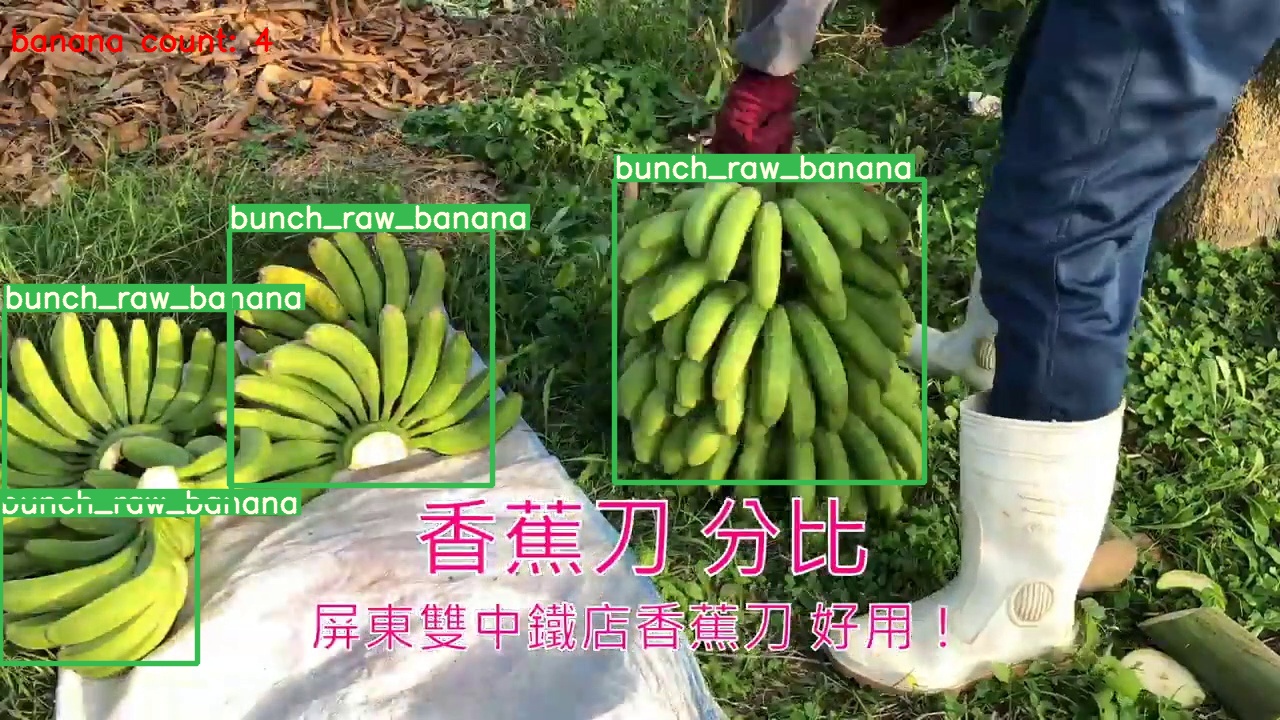 banana count: 4
bunch_raw_banana
bunch_raw_banana
bunch_raw_banana
bunch_raw_banana
香蕉刀 分比
屏東雙中鐵店香蕉刀 好用！